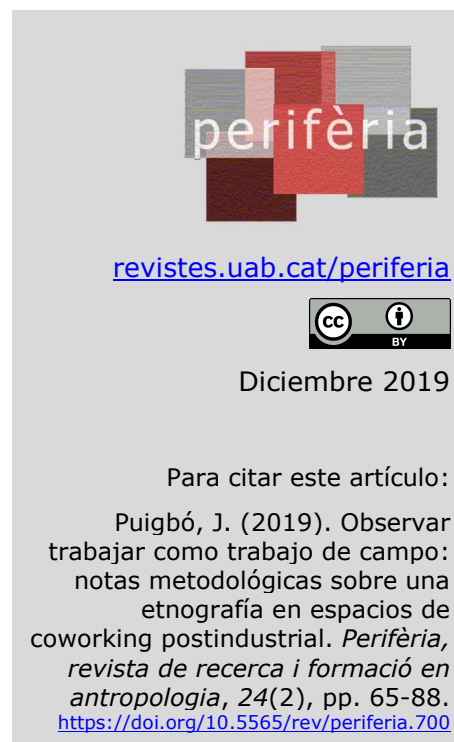 perifèria
revistes.uab.cat/periferia
cc
BY
Diciembre 2019
Para citar este artículo:
Puigbó, J. (2019). Observar
trabajar como trabajo de campo:
notas metodológicas sobre una
etnografía en espacios de
coworking postindustrial. Perifèria,
revista de recerca i formació en
antropologia, 24(2), pp. 65-88.
https://doi.org/10.5565/rev/periferia.700